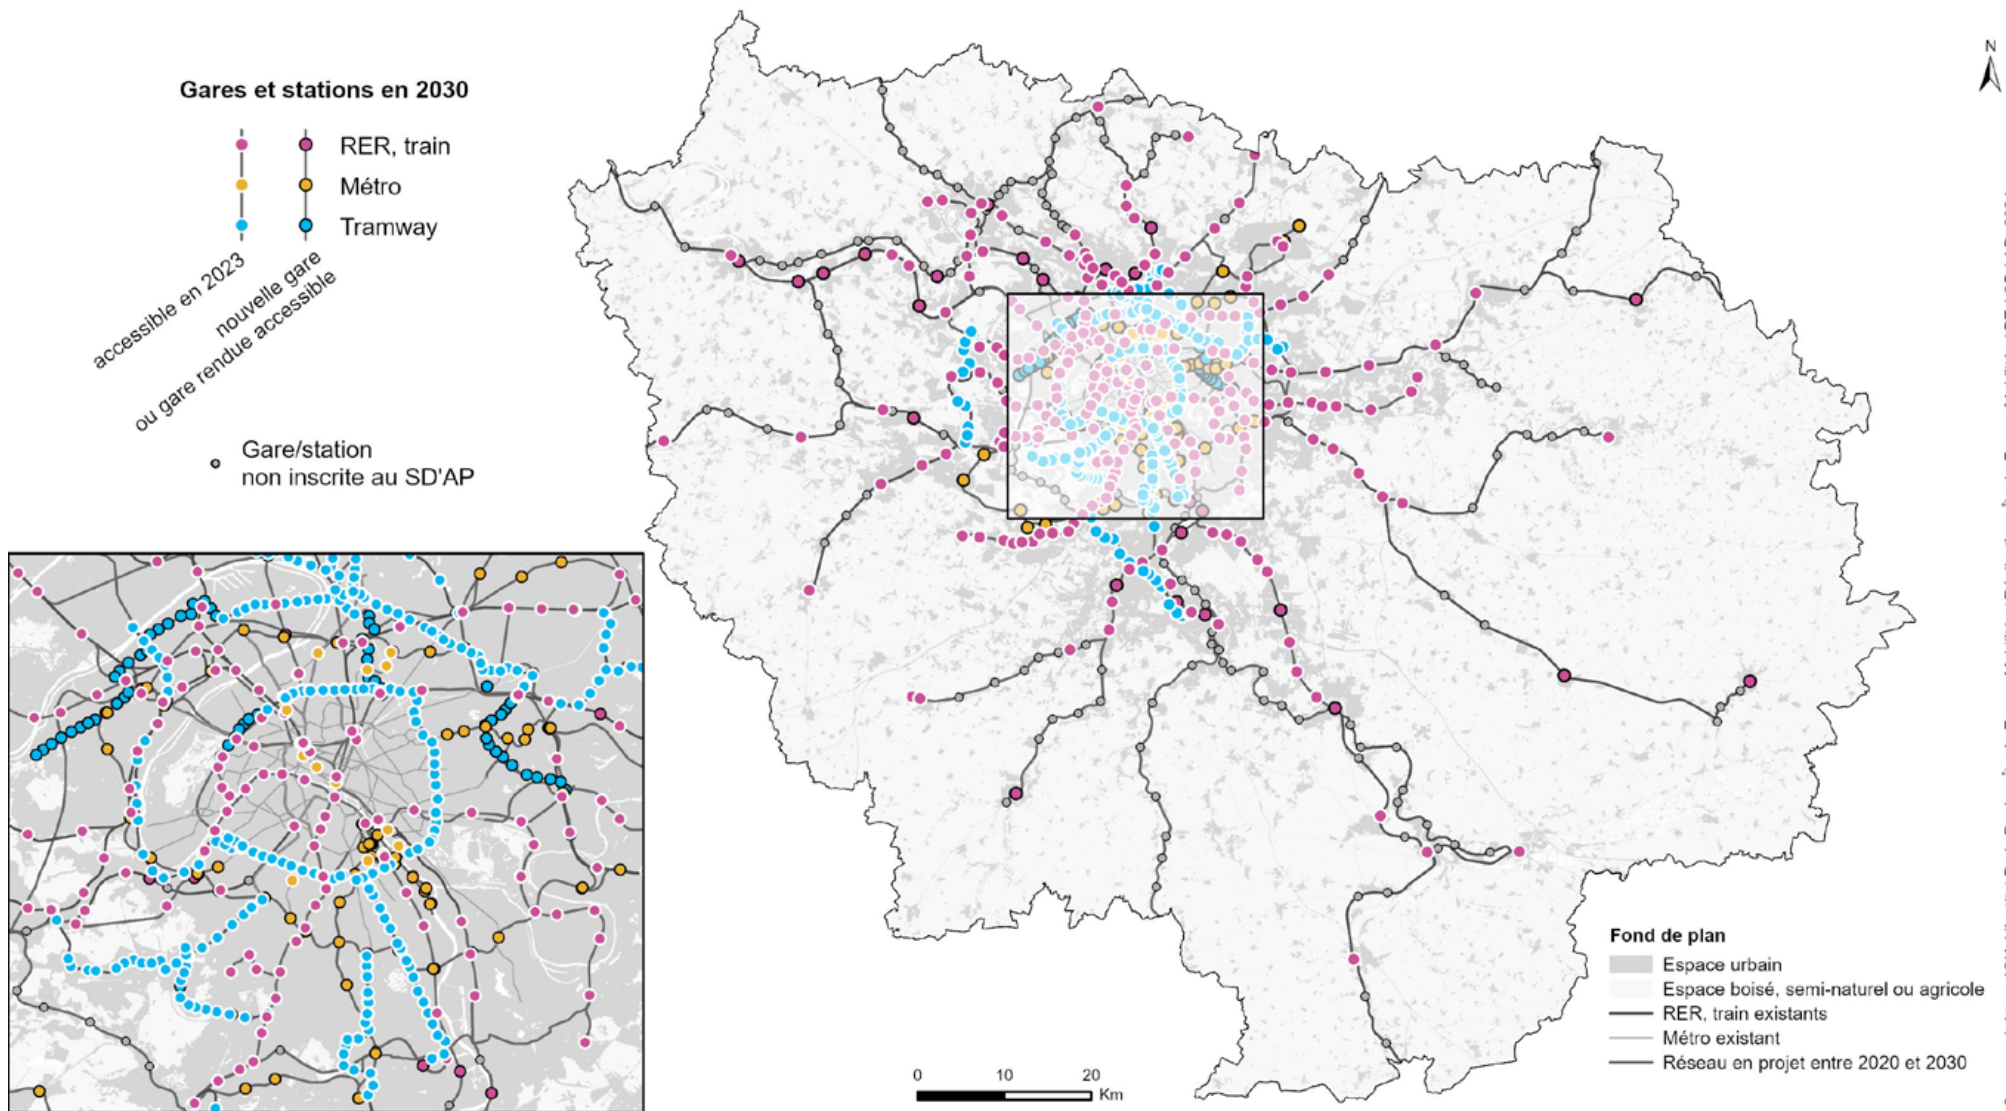 Gares et stations en 2030
RER, train
Métro
Tramway
accessible en 2023
nouvelle gare
ou gare rendue accessible
Gare/station
non inscrite au SD'AP
N
Fond de plan
Espace urbain
Espace boisé, semi-naturel ou agricole
RER, train existants
Métro existant
Réseau en projet entre 2020 et 2030
0 10 20
Km